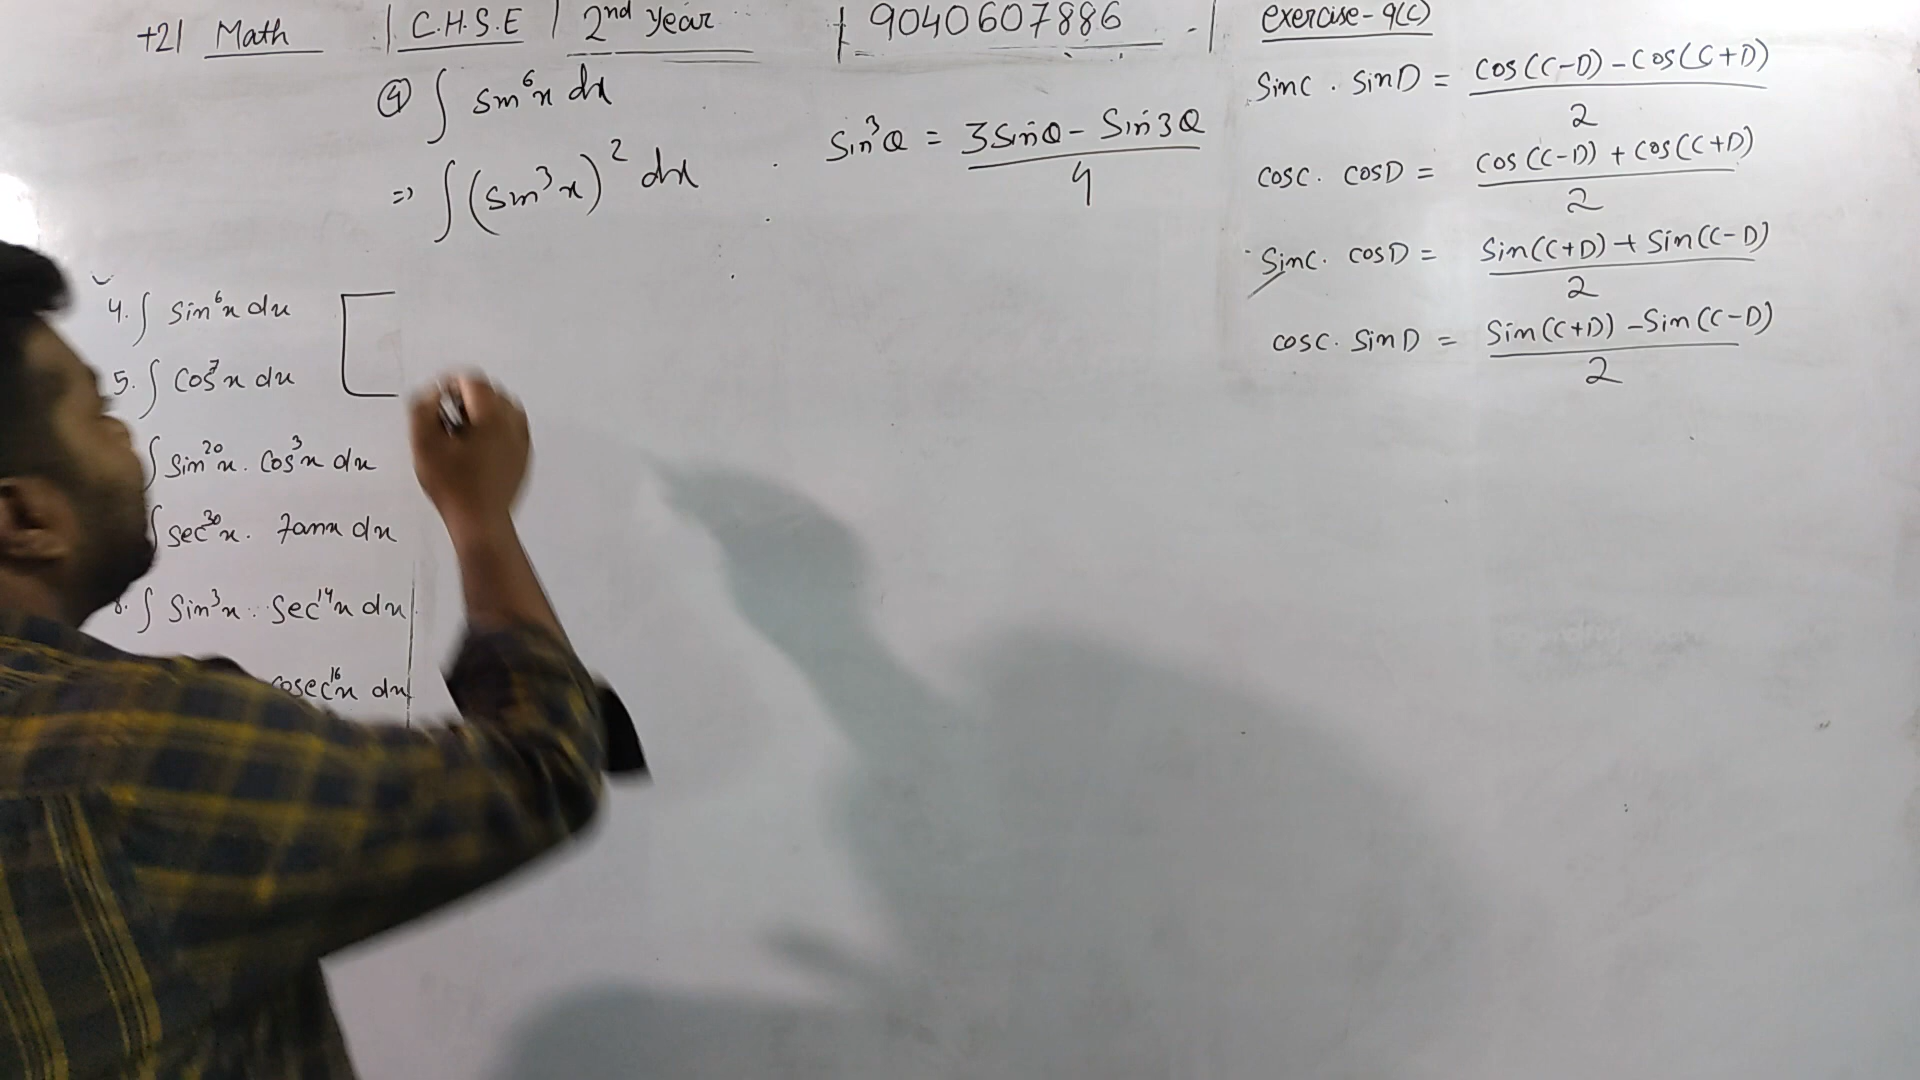 +2 | Math | C.H.S.E | 2nd year | 9040607886 - | exercise - 9(C)
④ ∫ sin⁶x dx
⇒ ∫ (sin³x)² dx
sin³θ = (3sinθ - sin3θ)/4
sinC . sinD = (cos(C-D) - cos(C+D))/2
cosC . cosD = (cos(C-D) + cos(C+D))/2
sinC . cosD = (sin(C+D) + sin(C-D))/2
cosC . sinD = (sin(C+D) - sin(C-D))/2
4. ∫ sin⁶x dx
5. ∫ cos⁷x dx
∫ sin²⁰x . cos³x dx
∫ sec³⁰x . tanx dx
8. ∫ sin³x . sec¹⁴x dx
cosec¹⁶x dx